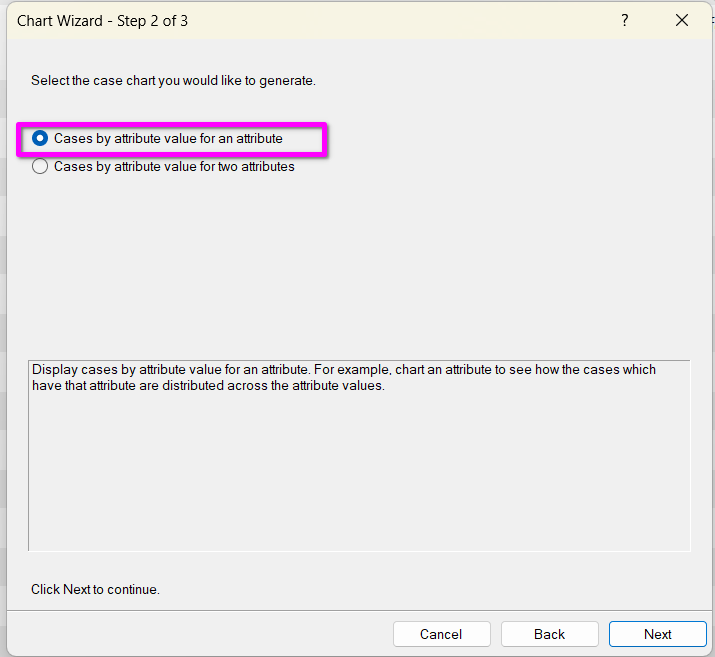 Chart Wizard - Step 2 of 3
?
Select the case chart you would like to generate.
Cases by attribute value for an attribute
Cases by attribute value for two attributes
Display cases by attribute value for an attribute. For example, chart an attribute to see how the cases which
have that attribute are distributed across the attribute values.
Click Next to continue.
Cancel Back Next